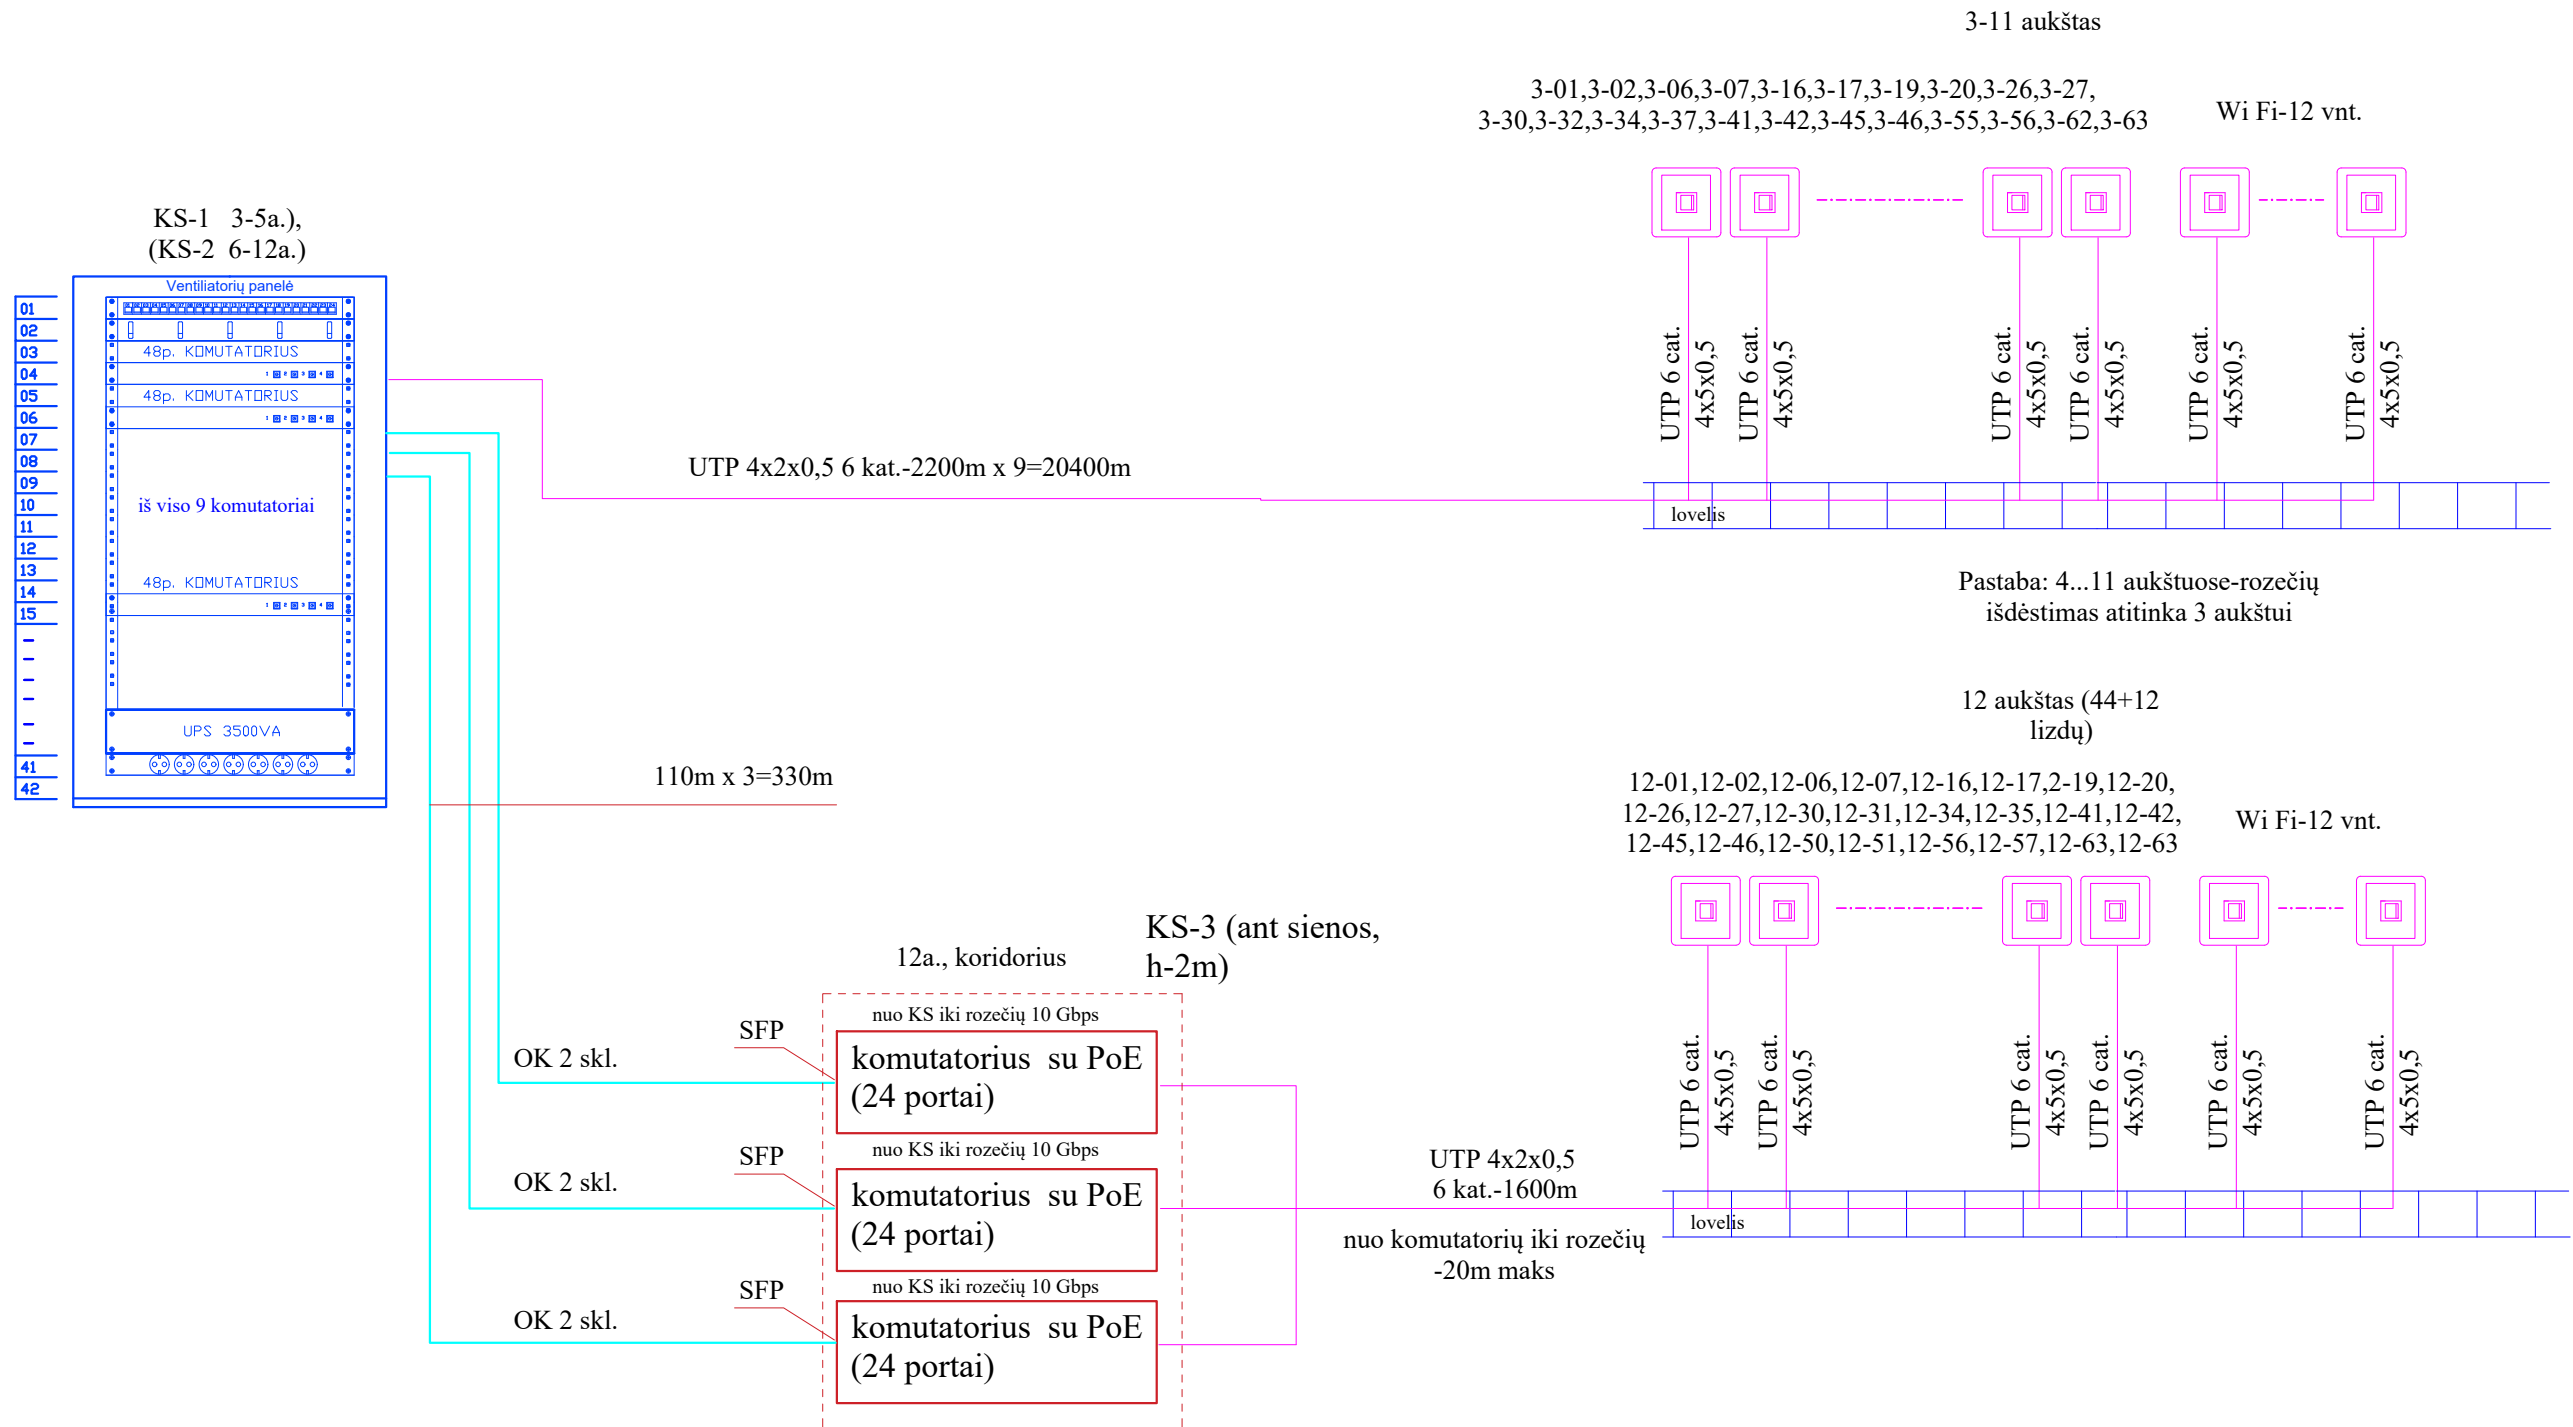 3-11 aukštas
3-01,3-02,3-06,3-07,3-16,3-17,3-19,3-20,3-26,3-27,
3-30,3-32,3-34,3-37,3-41,3-42,3-45,3-46,3-55,3-56,3-62,3-63
Wi Fi-12 vnt.
KS-1 3-5a.),
(KS-2 6-12a.)
Ventiliatorių panelė
01
02
03
04
05
06
07
08
09
10
11
12
13
14
15
41
42
48p. KOMUTATORIUS
1 2 3 4
48p. KOMUTATORIUS
1 2 3 4
iš viso 9 komutatoriai
48p. KOMUTATORIUS
1 2 3 4
UPS 3500VA
UTP 4x2x0,5 6 kat.-2200m x 9=20400m
UTP 6 cat.
4x5x0,5
UTP 6 cat.
4x5x0,5
UTP 6 cat.
4x5x0,5
UTP 6 cat.
4x5x0,5
UTP 6 cat.
4x5x0,5
UTP 6 cat.
4x5x0,5
lovelis
Pastaba: 4...11 aukštuose-rozečių
išdėstimas atitinka 3 aukštui
12 aukštas (44+12
lizdų)
12-01,12-02,12-06,12-07,12-16,12-17,2-19,12-20,
12-26,12-27,12-30,12-31,12-34,12-35,12-41,12-42,
12-45,12-46,12-50,12-51,12-56,12-57,12-63,12-63
Wi Fi-12 vnt.
110m x 3=330m
KS-3 (ant sienos,
h-2m)
12a., koridorius
nuo KS iki rozečių 10 Gbps
SFP
OK 2 skl.
komutatorius su PoE
(24 portai)
nuo KS iki rozečių 10 Gbps
SFP
OK 2 skl.
komutatorius su PoE
(24 portai)
nuo KS iki rozečių 10 Gbps
SFP
OK 2 skl.
komutatorius su PoE
(24 portai)
UTP 4x2x0,5
6 kat.-1600m
nuo komutatorių iki rozečių
-20m maks
UTP 6 cat.
4x5x0,5
UTP 6 cat.
4x5x0,5
UTP 6 cat.
4x5x0,5
UTP 6 cat.
4x5x0,5
UTP 6 cat.
4x5x0,5
UTP 6 cat.
4x5x0,5
lovelis